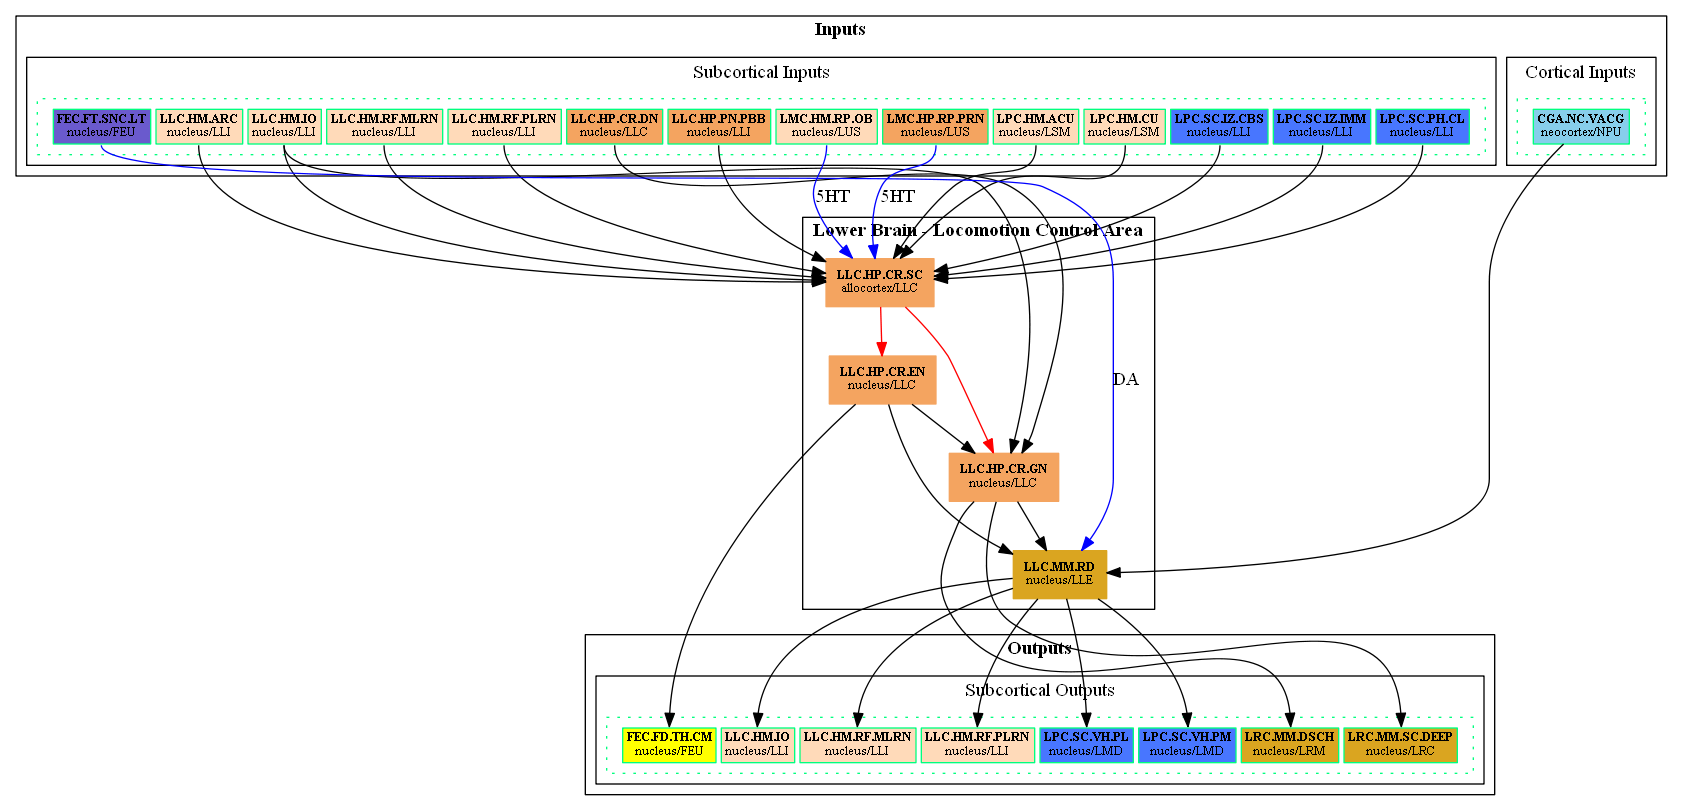 Inputs
Subcortical Inputs
Cortical Inputs
FEC.FT.SNC.LT
nucleus/FEU
LLC.HM.ARC
nucleus/LLI
LLC.HM.IO
nucleus/LLI
LLC.HM.RF.MLRN
nucleus/LLI
LLC.HM.RF.PLRN
nucleus/LLI
LLC.HP.CR.DN
nucleus/LLC
LLC.HP.PN.PBB
nucleus/LLI
LMC.HM.RP.OB
nucleus/LUS
LMC.HP.RP.PRN
nucleus/LUS
LPC.HM.ACU
nucleus/LSM
LPC.HM.CU
nucleus/LSM
LPC.SC.IZ.CBS
nucleus/LLI
LPC.SC.IZ.IMM
nucleus/LLI
LPC.SC.PH.CL
nucleus/LLI
CGA.NC.VACG
neocortex/NPU
5HT
5HT
Lower Brain - Locomotion Control Area
LLC.HP.CR.SC
allocortex/LLC
LLC.HP.CR.EN
nucleus/LLC
DA
LLC.HP.CR.GN
nucleus/LLC
LLC.MM.RD
nucleus/LLE
Outputs
Subcortical Outputs
FEC.FD.TH.CM
nucleus/FEU
LLC.HM.IO
nucleus/LLI
LLC.HM.RF.MLRN
nucleus/LLI
LLC.HM.RF.PLRN
nucleus/LLI
LPC.SC.VH.PL
nucleus/LMD
LPC.SC.VH.PM
nucleus/LMD
LRC.MM.DSCH
nucleus/LRM
LRC.MM.SC.DEEP
nucleus/LRC